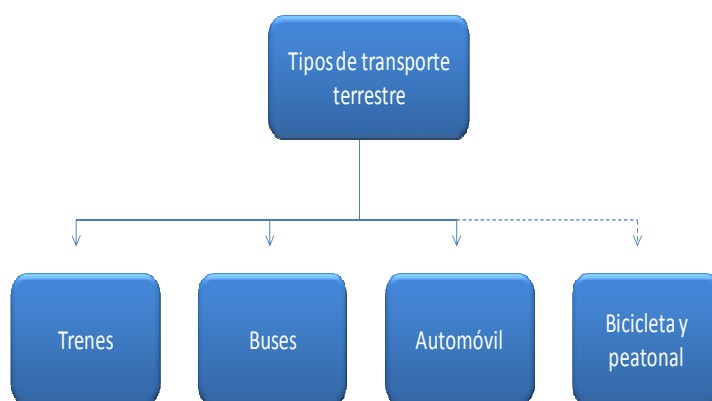 Tipos de transporte
terrestre
Trenes
Buses
Automóvil
Bicicleta y
peatonal